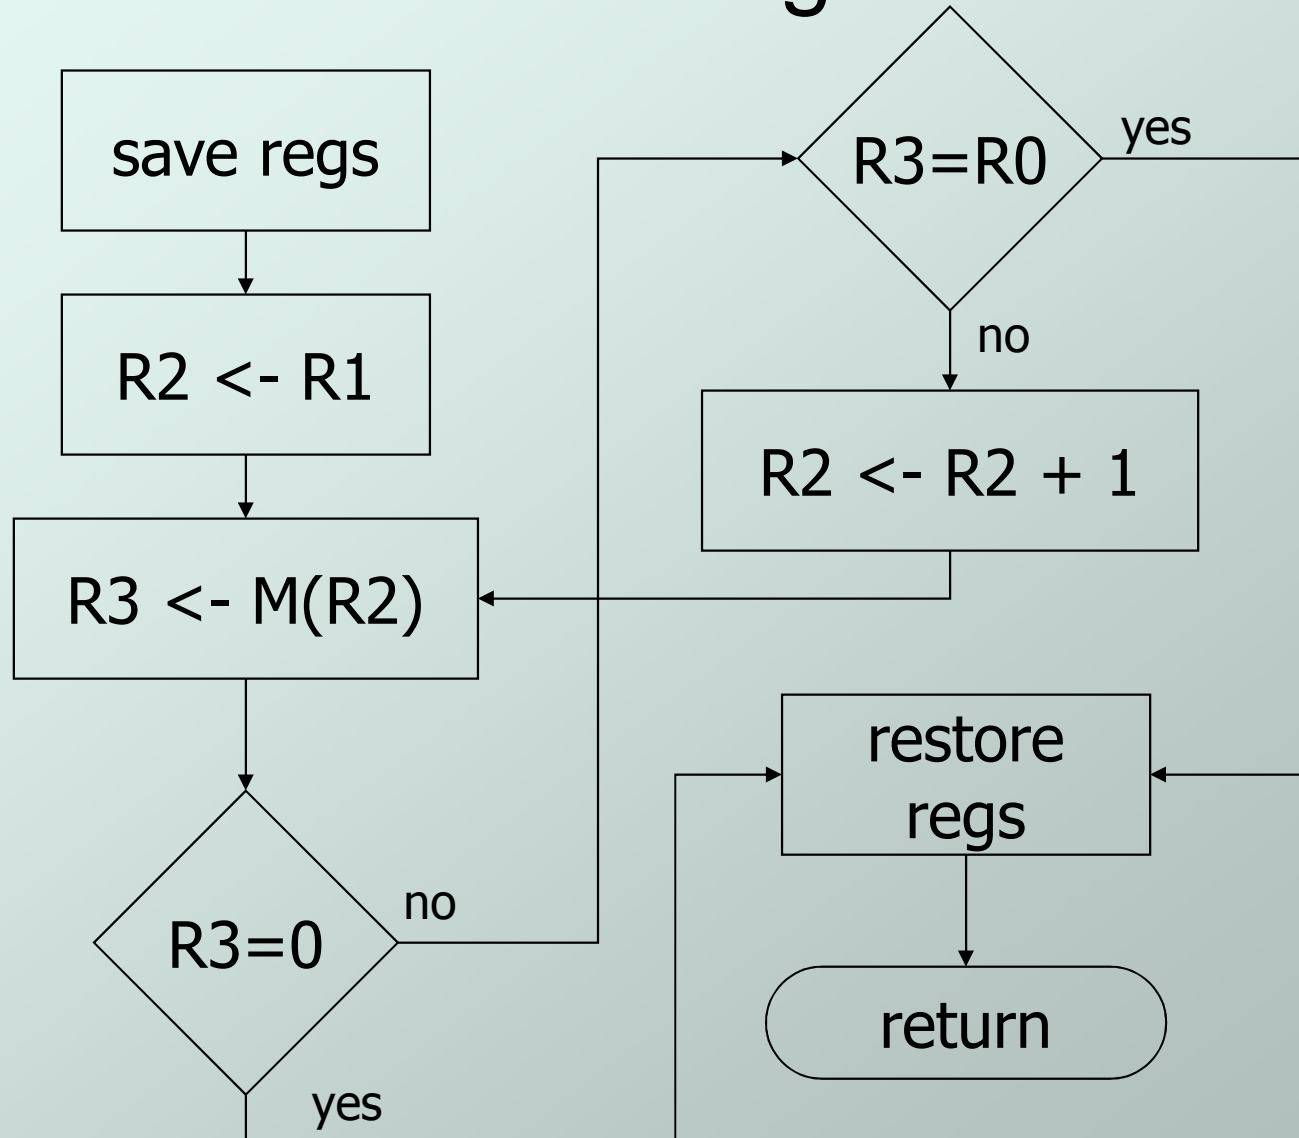 save regs
R2 <- R1
R3 <- M(R2)
R3=0
no
yes
R3=R0
yes
no
R2 <- R2 + 1
restore
regs
return